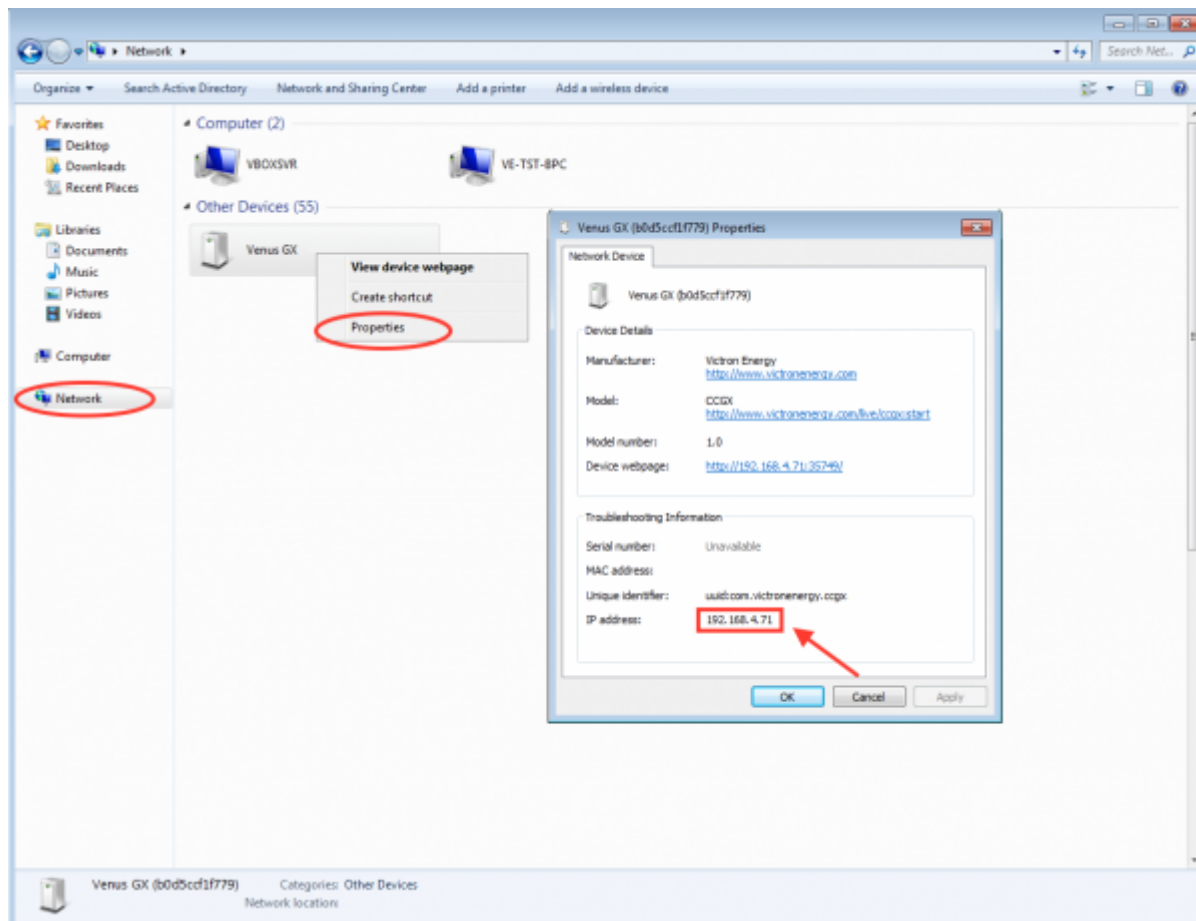 Network
Search Net...
Organize
Search Active Directory
Network and Sharing Center
Add a printer
Add a wireless device
Favorites
Desktop
Downloads
Recent Places
Libraries
Documents
Music
Pictures
Videos
Computer
Network
Computer (2)
VBOXSVR
VE-TST-BPC
Other Devices (55)
Venus GX
View device webpage
Create shortcut
Properties
Venus GX (b0d5ccf1f779) Properties
Network Device
Venus GX (b0d5ccf1f779)
Device Details
Manufacturer: Victron Energy
http://www.victronenergy.com
Model: CCGX
http://www.victronenergy.com/live/ccgx:start
Model number: 1.0
Device webpage: http://192.168.4.71:35749/
Troubleshooting Information
Serial number: Unavailable
MAC address:
Unique identifier: uuid:com.victronenergy.ccgx
IP address: 192.168.4.71
OK Cancel Apply
Venus GX (b0d5ccf1f779) Categories: Other Devices
Network location: